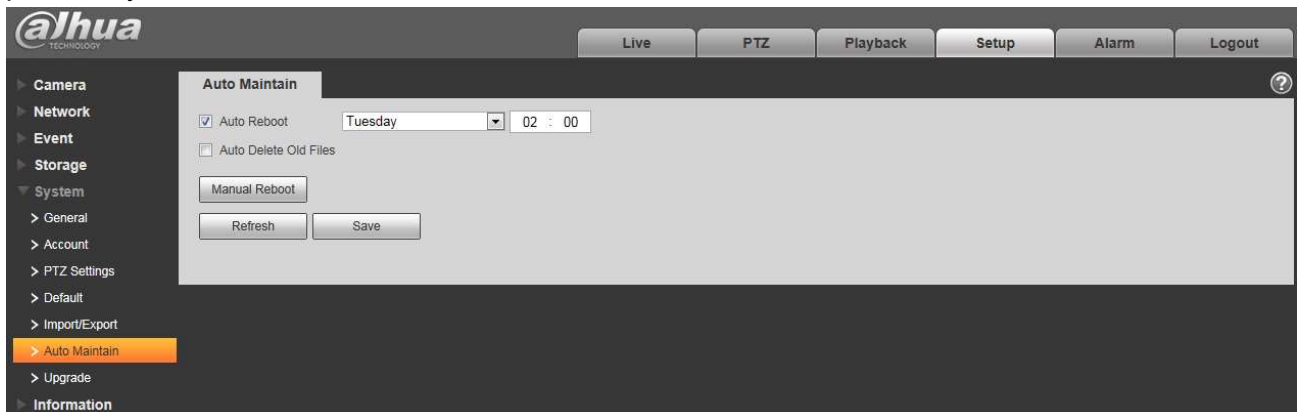 alhua
TECHNOLOGY
Live PTZ Playback Setup Alarm Logout
Camera
Network
Event
Storage
System
> General
> Account
> PTZ Settings
> Default
> Import/Export
> Auto Maintain
> Upgrade
Information
Auto Maintain
?
Auto Reboot Tuesday 02 : 00
Auto Delete Old Files
Manual Reboot
Refresh Save